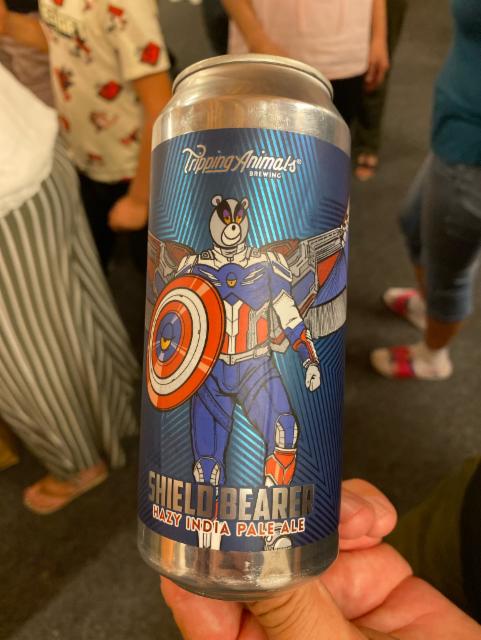 Tripping Animals®
BREWING
SHIELD BEARER
HAZY INDIA PALE ALE